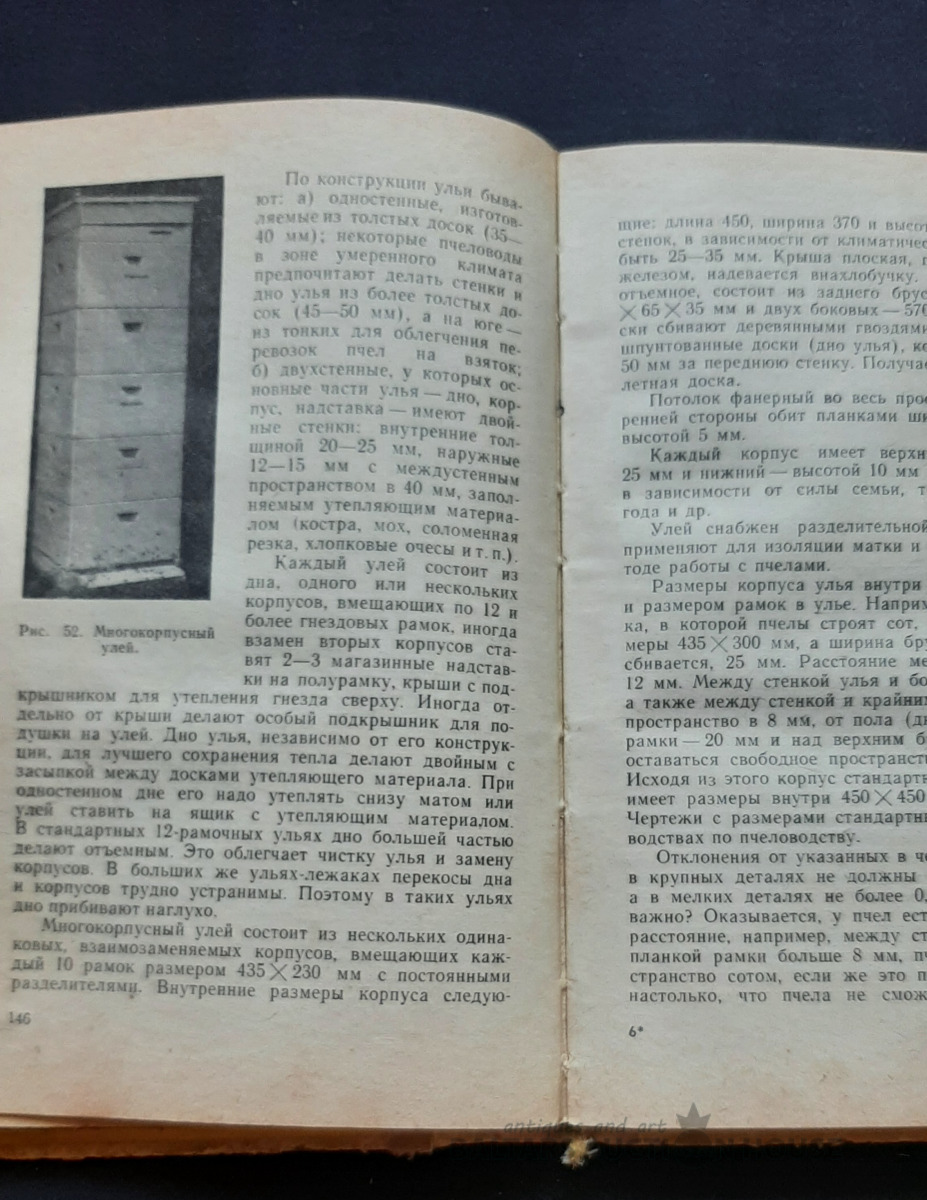 По конструкции ульи быва-
ют: а) одностенные, изготов-
ляемые из толстых досок (35—
40 мм); некоторые пчеловоды
в зоне умеренного климата
предпочитают делать стенки и
дно улья из более толстых до-
сок (45—50 мм), а на юге —
из тонких для облегчения пе-
ревозок пчел на взяток;
б) двухстенные, у которых ос-
новные части улья — дно, кор-
пус, надставка — имеют двой-
ные стенки: внутренние тол-
щиной 20—25 мм, наружные
12—15 мм с междустенным
пространством в 40 мм, запол-
няемым утепляющим материа-
лом (костра, мох, соломенная
резка, хлопковые очесы и т. п.).
Каждый улей состоит из
дна, одного или нескольких
корпусов, вмещающих по 12 и
более гнездовых рамок, иногда
взамен вторых корпусов ста-
вят 2—3 магазинные надстав-
ки на полурамку, крыши с под-
Рис. 52. Многокорпусный
улей.
крышником для утепления гнезда сверху. Иногда от-
дельно от крыши делают особый подкрышник для по-
душки на улей. Дно улья, независимо от его конструк-
ции, для лучшего сохранения тепла делают двойным с
засыпкой между досками утепляющего материала. При
одностенном дне его надо утеплять снизу матом или
улей ставить на ящик с утепляющим материалом.
В стандартных 12-рамочных ульях дно большей частью
делают отъемным. Это облегчает чистку улья и замену
корпусов. В больших же ульях-лежаках перекосы дна
и корпусов трудно устранимы. Поэтому в таких ульях
дно прибивают наглухо.
Многокорпусный улей состоит из нескольких одина-
ковых, взаимозаменяемых корпусов, вмещающих каж-
дый 10 рамок размером 435×230 мм с постоянными
разделителями. Внутренние размеры корпуса следую-
146
щие: длина 450, ширина 370 и высот
стенок, в зависимости от климатичес
быть 25—35 мм. Крыша плоская,
железом, надевается внахлобучку.
отъемное, состоит из заднего брус
×65×35 мм и двух боковых — 570
ски сбивают деревянными гвоздями
шпунтованные доски (дно улья), ко
50 мм за переднюю стенку. Получае
летная доска.
Потолок фанерный во весь прос
ренней стороны обит планками ши
высотой 5 мм.
Каждый корпус имеет верхн
25 мм и нижний — высотой 10 мм
в зависимости от силы семьи, т
года и др.
Улей снабжен разделительной
применяют для изоляции матки и
тоде работы с пчелами.
Размеры корпуса улья внутри
и размером рамок в улье. Наприм
ка, в которой пчелы строят сот,
меры 435×300 мм, а ширина бру
сбивается, 25 мм. Расстояние ме
12 мм. Между стенкой улья и бо
а также между стенкой и крайним
пространство в 8 мм, от пола (дн
рамки — 20 мм и над верхним б
оставаться свободное пространст
Исходя из этого корпус стандартн
имеет размеры внутри 450×450
Чертежи с размерами стандартн
водствах по пчеловодству.
Отклонения от указанных в че
в крупных деталях не должны
а в мелких деталях не более 0,
важно? Оказывается, у пчел ест
расстояние, например, между ст
планкой рамки больше 8 мм, пч
странство сотом, если же это п
настолько, что пчела не смож
6*
antiques and art